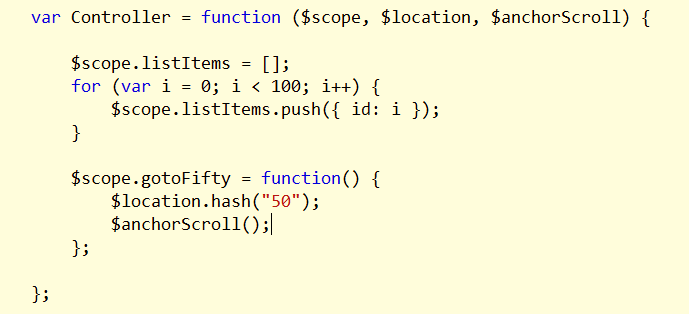 var Controller = function ($scope, $location, $anchorScroll) {
$scope.listItems = [];
for (var i = 0; i < 100; i++) {
$scope.listItems.push({ id: i });
}
$scope.gotoFifty = function() {
$location.hash("50");
$anchorScroll();
};
};